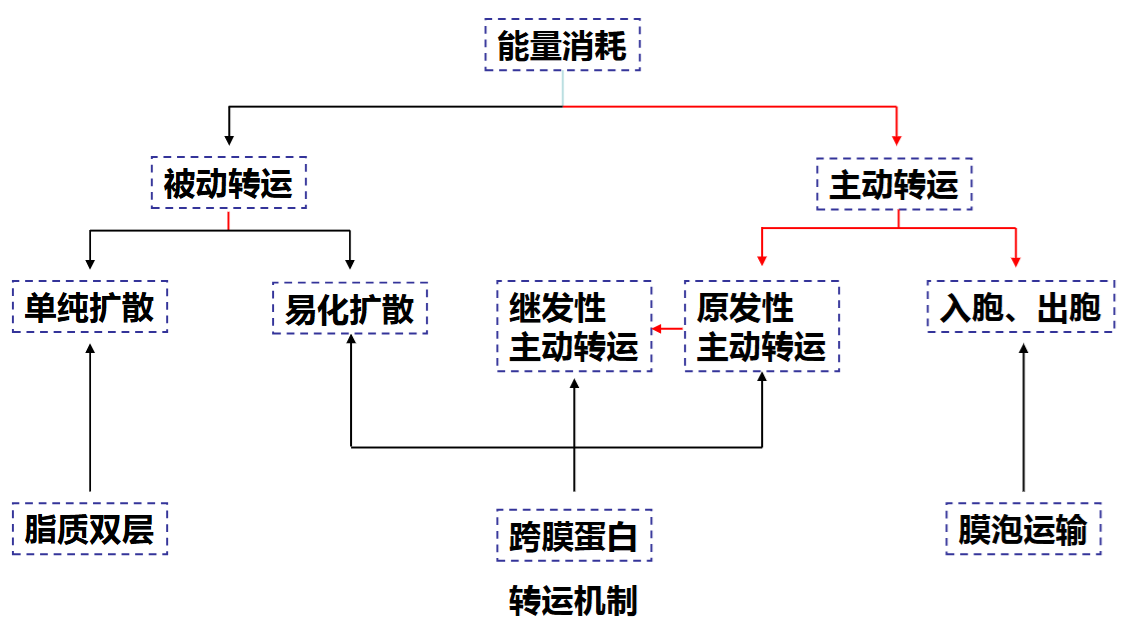 能量消耗
被动转运
主动转运
单纯扩散
易化扩散
继发性
主动转运
原发性
主动转运
入胞、出胞
脂质双层
跨膜蛋白
膜泡运输
转运机制